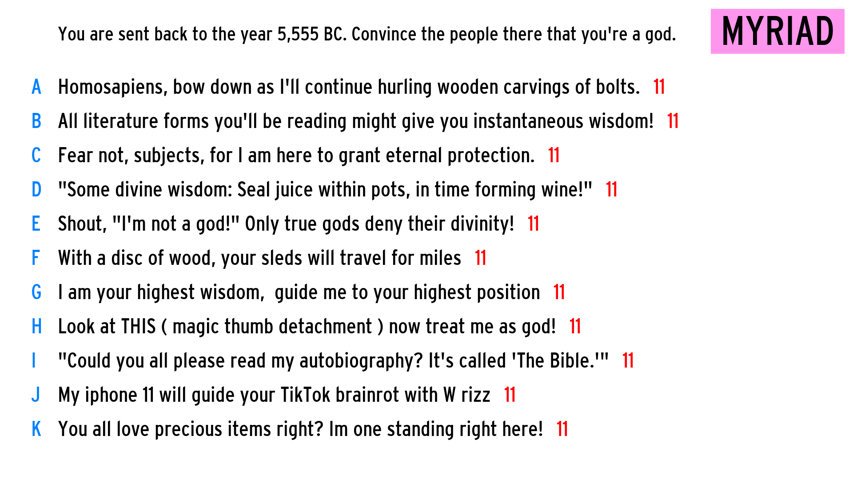 You are sent back to the year 5,555 BC. Convince the people there that you're a god.
MYRIAD
A Homosapiens, bow down as I'll continue hurling wooden carvings of bolts. 11
B All literature forms you'll be reading might give you instantaneous wisdom! 11
C Fear not, subjects, for I am here to grant eternal protection. 11
D "Some divine wisdom: Seal juice within pots, in time forming wine!" 11
E Shout, "I'm not a god!" Only true gods deny their divinity! 11
F With a disc of wood, your sleds will travel for miles 11
G I am your highest wisdom,  guide me to your highest position 11
H Look at THIS ( magic thumb detachment ) now treat me as god! 11
I "Could you all please read my autobiography? It's called 'The Bible.'" 11
J My iphone 11 will guide your TikTok brainrot with W rizz 11
K You all love precious items right? Im one standing right here! 11